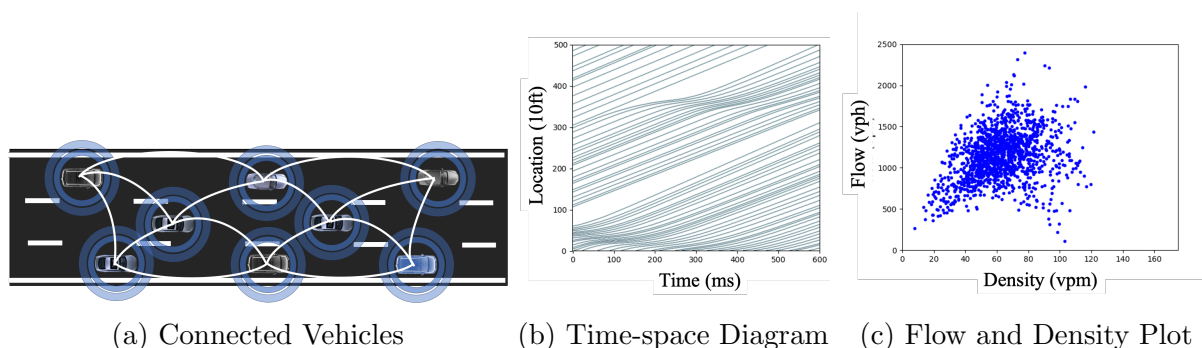 500
400
300
200
100
0
0 100 200 300 400 500 600
Location (10ft)
Time (ms)
2500
2000
1500
1000
500
0
0 20 40 60 80 100 120 140 160
Flow (vph)
Density (vpm)
(a) Connected Vehicles
(b) Time-space Diagram
(c) Flow and Density Plot